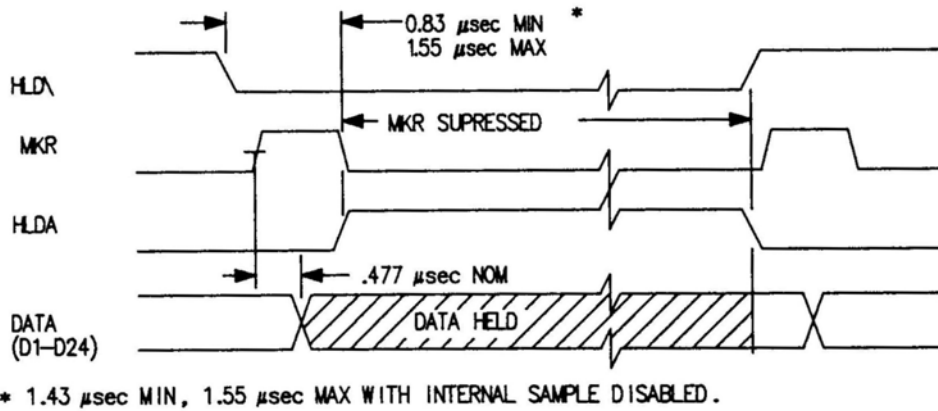 0.83 μsec MIN *
1.55 μsec MAX
HLD\
MKR SUPRESSED
MKR
HLDA
.477 μsec NOM
DATA HELD
DATA
(D1-D24)
* 1.43 μsec MIN, 1.55 μsec MAX WITH INTERNAL SAMPLE DISABLED.